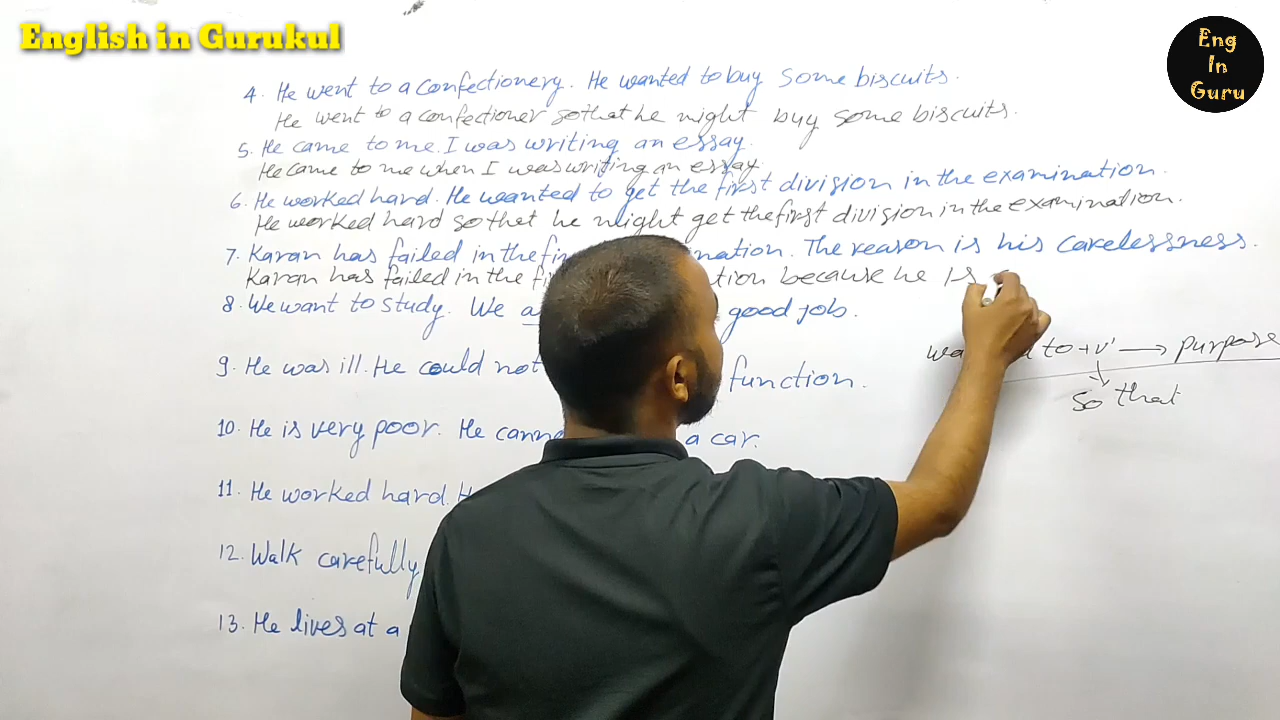 English in Gurukul
Eng
In
Guru
4. He went to a confectionery. He wanted to buy some biscuits.
He went to a confectioner so that he might buy some biscuits.
5. He came to me. I was writing an essay.
He came to me when I was writing an essay.
6. He worked hard. He wanted to get the first division in the examination.
He worked hard so that he might get the first division in the examination.
7. Karan has failed in the The reason is his carelessness.
Karan has failed in the because he is
8. We want to study. We good job.
9. He was ill. He could not function.
10. He is very poor. He a car.
11. He worked hard.
12. Walk carefully
13. He lives at a
to + v' → purpose
so that